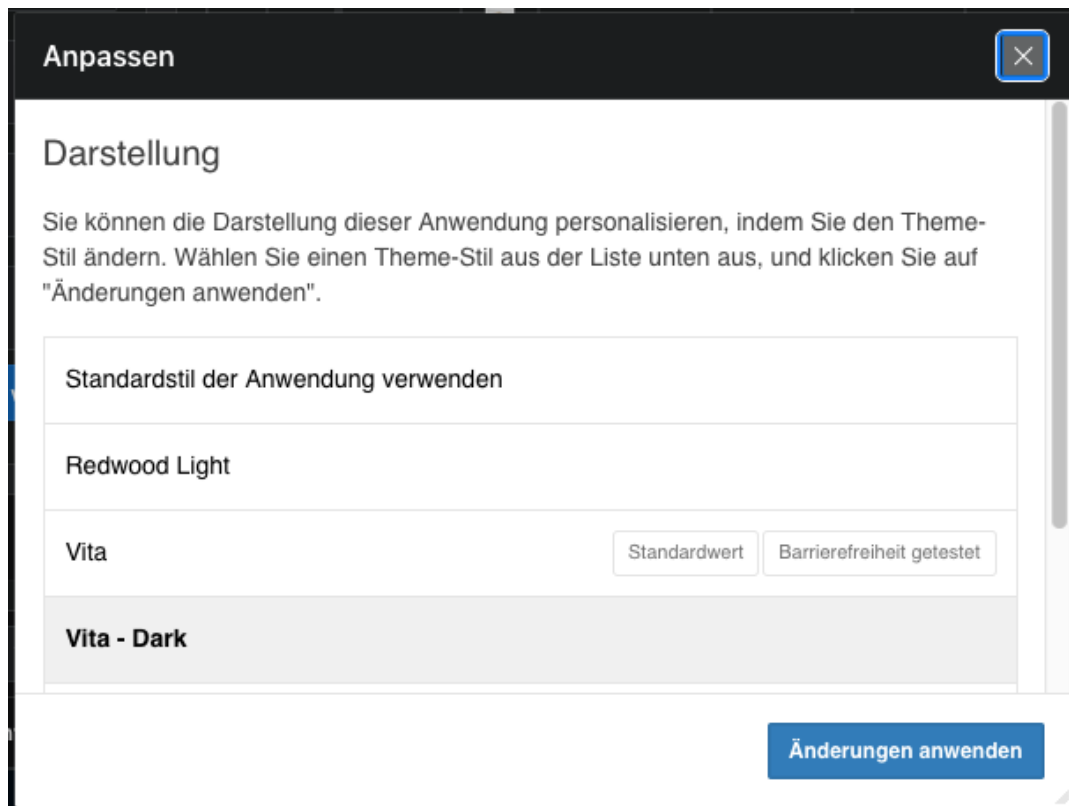 Anpassen
Darstellung
Sie können die Darstellung dieser Anwendung personalisieren, indem Sie den Theme-
Stil ändern. Wählen Sie einen Theme-Stil aus der Liste unten aus, und klicken Sie auf
"Änderungen anwenden".
Standardstil der Anwendung verwenden
Redwood Light
Vita Standardwert Barrierefreiheit getestet
Vita - Dark
Änderungen anwenden